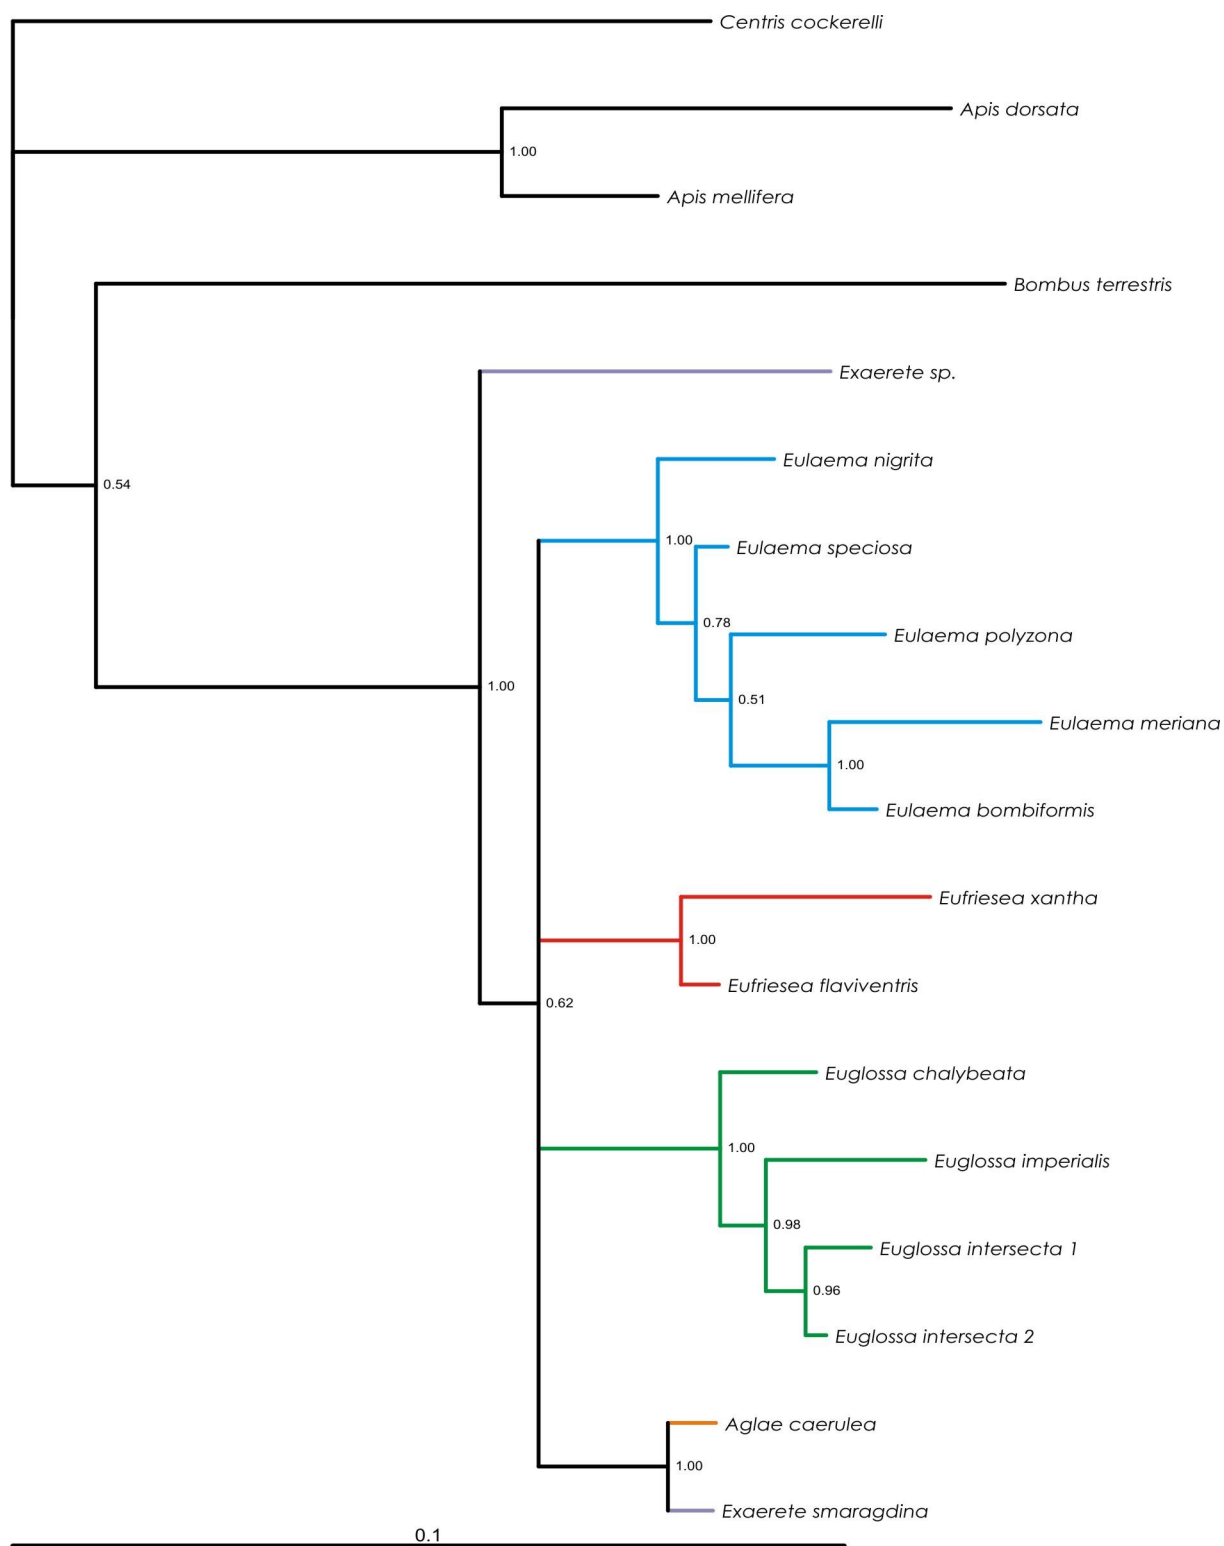 Centris cockerelli
Apis dorsata
1.00
Apis mellifera
Bombus terrestris
Exaerete sp.
Eulaema nigrita
0.54
1.00
Eulaema speciosa
0.78
Eulaema polyzona
1.00
0.51
Eulaema meriana
1.00
Eulaema bombiformis
Eufriesea xantha
1.00
Eufriesea flaviventris
0.62
Euglossa chalybeata
1.00
Euglossa imperialis
0.98
Euglossa intersecta 1
0.96
Euglossa intersecta 2
Aglae caerulea
1.00
Exaerete smaragdina
0.1